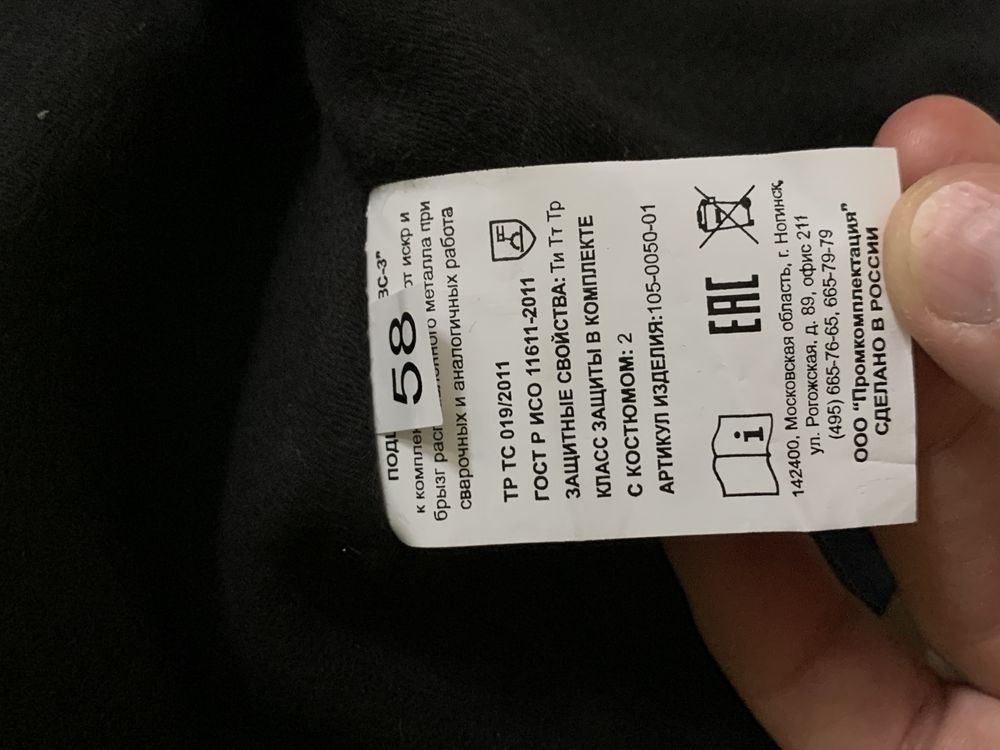 58
ЗС-3"
к
от искр и
брызг металла при
сварочных и аналогичных работа
ТР ТС 019/2011
ГОСТ Р ИСО 11611-2011
ЗАЩИТНЫЕ СВОЙСТВА: Ти Тт Тр
КЛАСС ЗАЩИТЫ В КОМПЛЕКТЕ
С КОСТЮМОМ: 2
АРТИКУЛ ИЗДЕЛИЯ:105-0050-01
i
EAC
142400, Московская область, г. Ногинск,
ул. Рогожская, д. 89, офис 211
(495) 665-76-65, 665-79-79
ООО "Промкомплектация"
СДЕЛАНО В РОССИИ